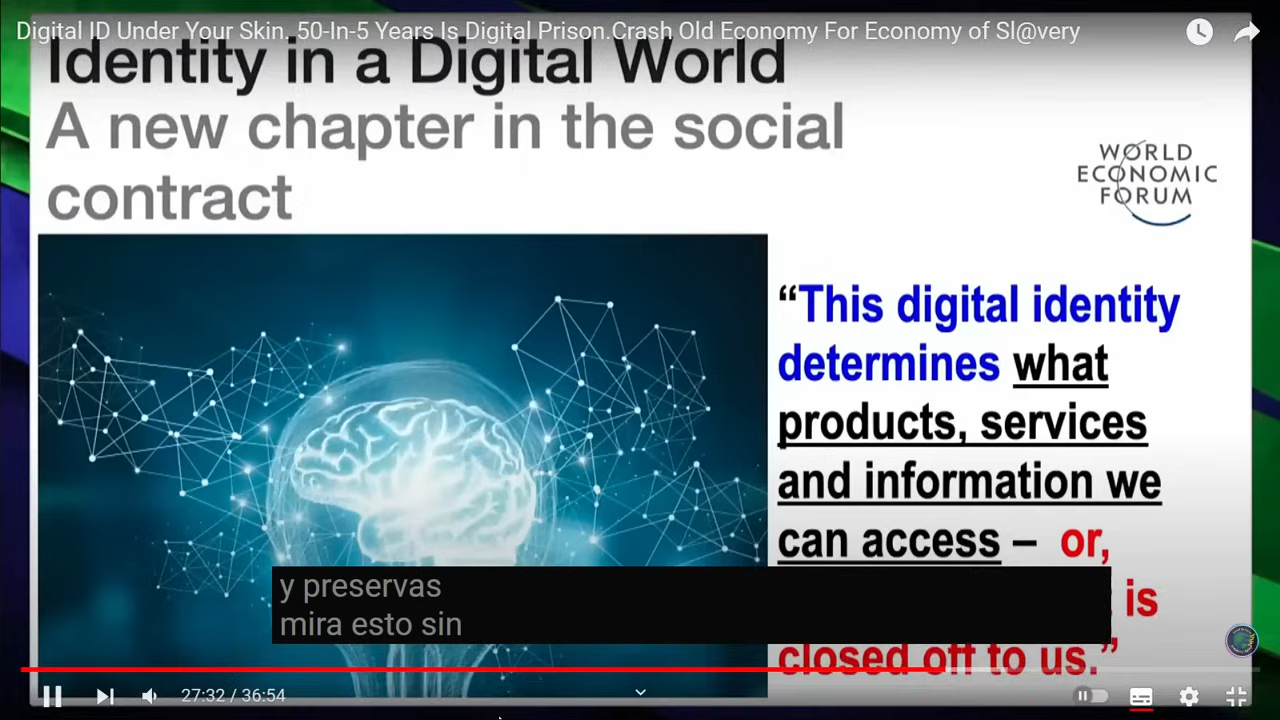 Digital ID Under Your Skin. 50-In-5 Years Is Digital Prison.Crash Old Economy For Economy of Sl@very
Identity in a Digital World
A new chapter in the social
contract
WORLD
ECONOMIC
FORUM
“This digital identity
determines what
products, services
and information we
can access – or,
is
closed off to us.”
y preservas
mira esto sin
27:32 / 36:54